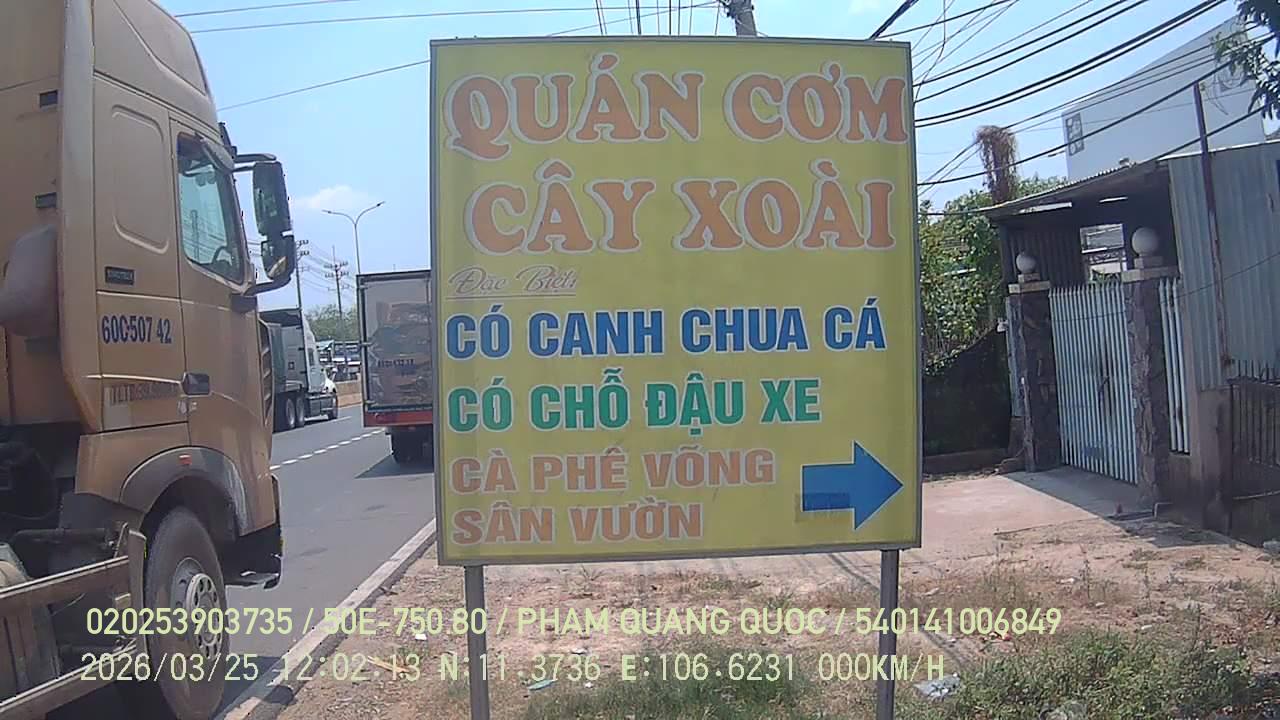 QUÁN CƠM
CÂY XOÀI
Đặc Biệt:
CÓ CANH CHUA CÁ
CÓ CHỖ ĐẬU XE
CÀ PHÊ VÕNG
SÂN VƯỜN
60C-507 42
020253903735 / 50E-750.80 / PHAM QUANG QUOC / 540141006849
2026/03/25 12:02:13 N:11.3736 E:106.6231 000KM/H